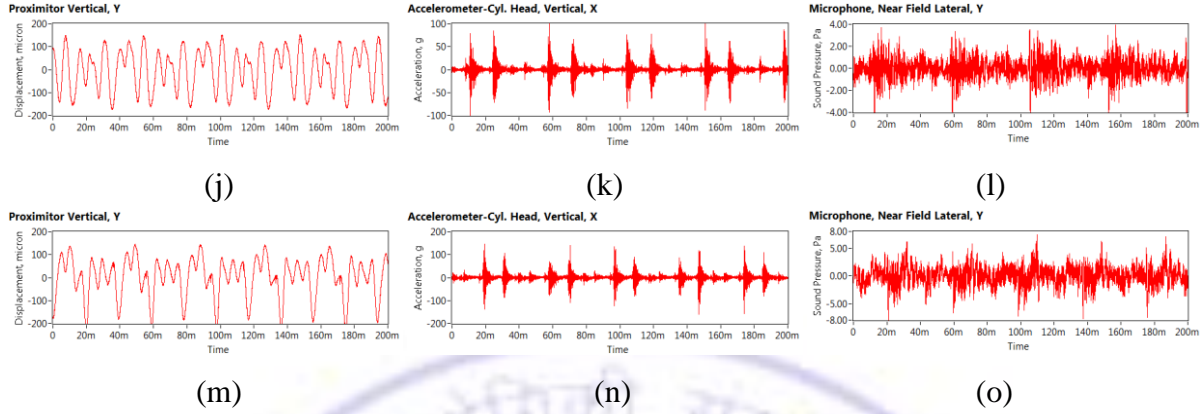 Proximitor Vertical, Y
Displacement, micron
200
100
0
-100
-200
0 20m 40m 60m 80m 100m 120m 140m 160m 180m 200m
Time
(j)
Accelerometer-Cyl. Head, Vertical, X
Acceleration, g
100
50
0
-50
-100
0 20m 40m 60m 80m 100m 120m 140m 160m 180m 200m
Time
(k)
Microphone, Near Field Lateral, Y
Sound Pressure, Pa
4.00
2.00
0.00
-2.00
-4.00
0 20m 40m 60m 80m 100m 120m 140m 160m 180m 200m
Time
(l)
Proximitor Vertical, Y
Displacement, micron
200
100
0
-100
-200
0 20m 40m 60m 80m 100m 120m 140m 160m 180m 200m
Time
(m)
Accelerometer-Cyl. Head, Vertical, X
Acceleration, g
200
100
0
-100
-200
0 20m 40m 60m 80m 100m 120m 140m 160m 180m 200m
Time
(n)
Microphone, Near Field Lateral, Y
Sound Pressure, Pa
8.00
5.00
0.00
-5.00
-8.00
0 20m 40m 60m 80m 100m 120m 140m 160m 180m 200m
Time
(o)